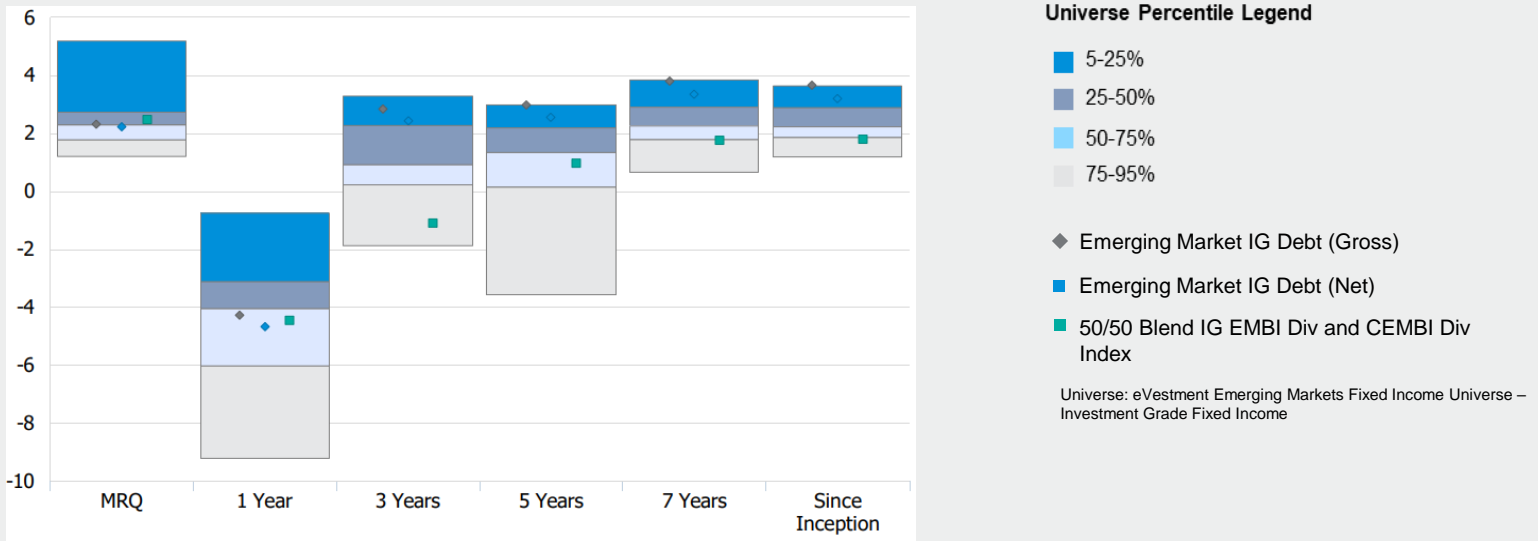 6
4
2
0
-2
-4
-6
-8
-10
MRQ
1 Year
3 Years
5 Years
7 Years
Since
Inception
Universe Percentile Legend
5-25%
25-50%
50-75%
75-95%
Emerging Market IG Debt (Gross)
Emerging Market IG Debt (Net)
50/50 Blend IG EMBI Div and CEMBI Div
Index
Universe: eVestment Emerging Markets Fixed Income Universe –
Investment Grade Fixed Income